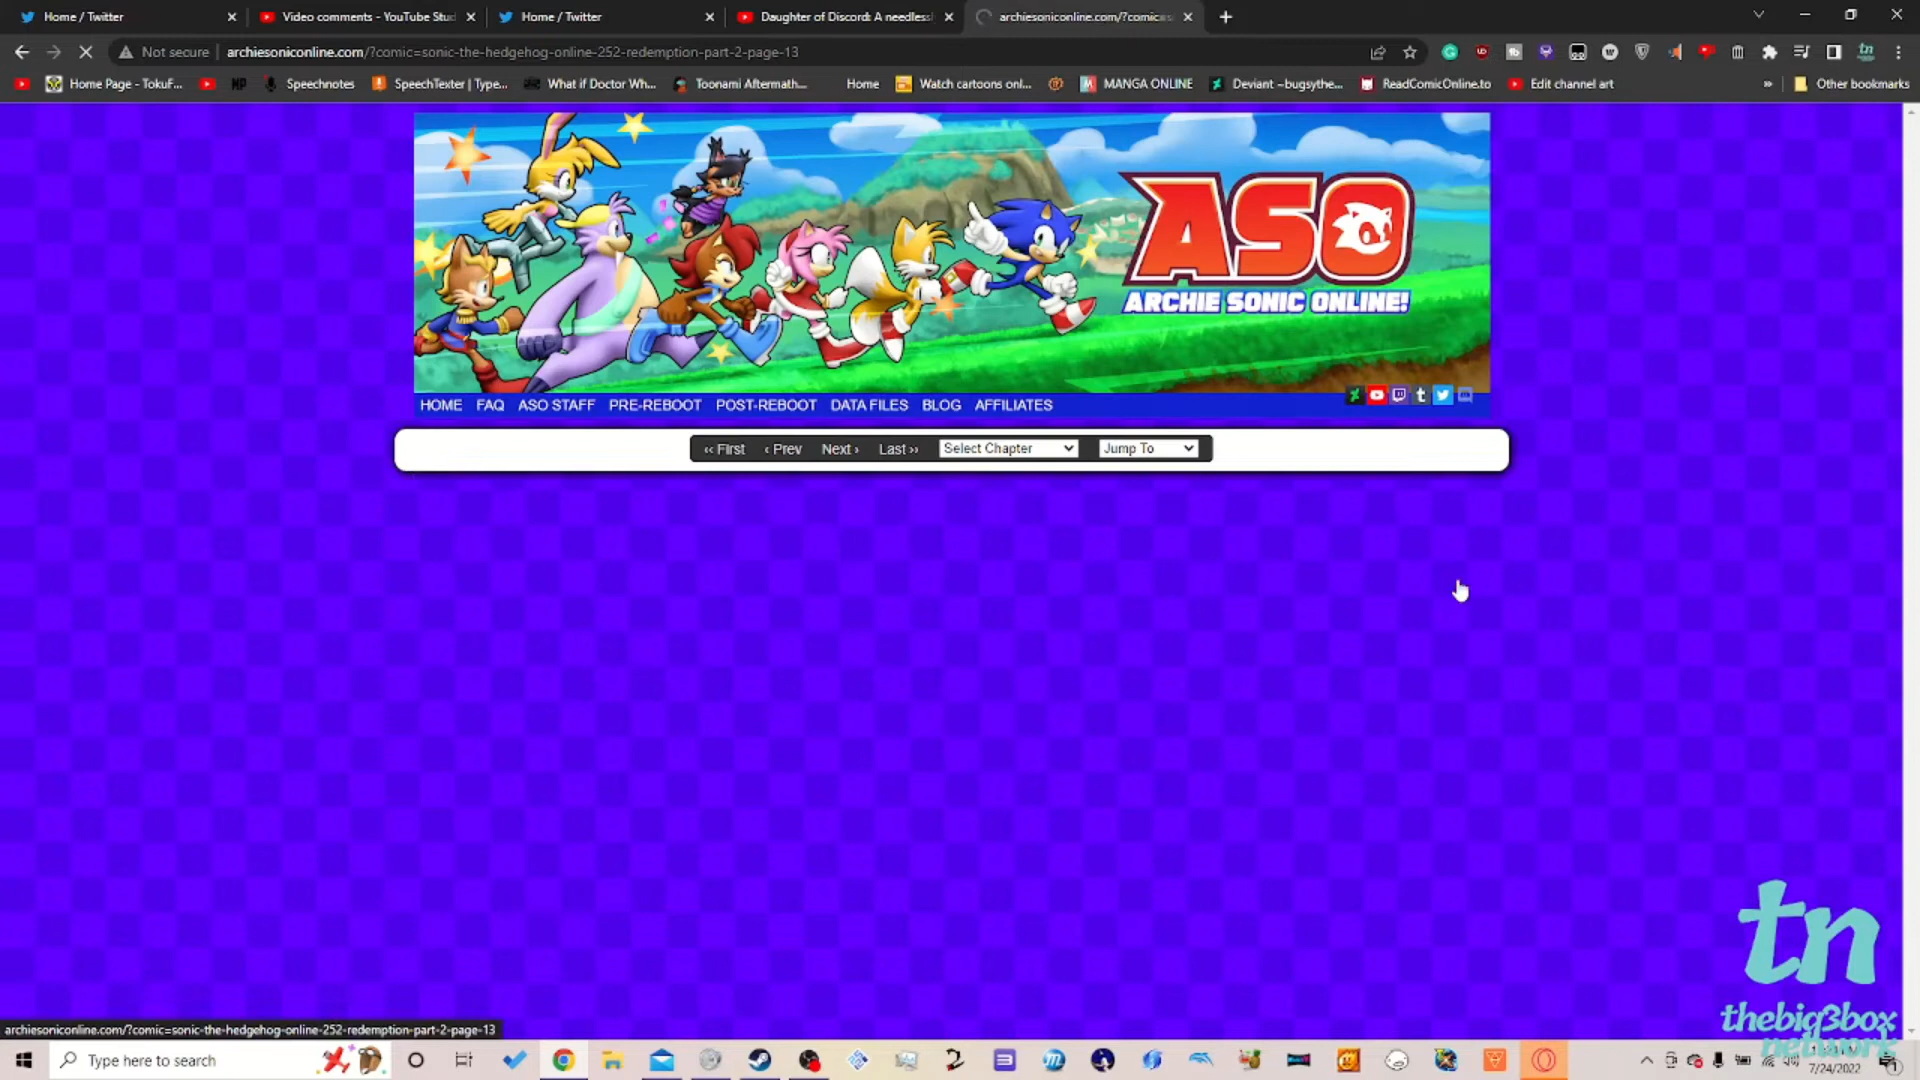 Home / Twitter
Video comments - YouTube Stud
Home / Twitter
Daughter of Discord: A needlessl
archiesoniconline.com/?comic=s
Not secure
archiesoniconline.com/?comic=sonic-the-hedgehog-online-252-redemption-part-2-page-13
Home Page - TokuF...
Speechnotes
SpeechTexter | Type...
What if Doctor Wh...
Toonami Aftermath...
Home
Watch cartoons onl...
MANGA ONLINE
Deviant ~bugsythe...
ReadComicOnline.to
Edit channel art
»
Other bookmarks
ASO
ARCHIE SONIC ONLINE!
HOME FAQ ASO STAFF PRE-REBOOT POST-REBOOT DATA FILES BLOG AFFILIATES
‹‹ First ‹ Prev Next › Last ›› Select Chapter Jump To
tn
thebig3box
network
archiesoniconline.com/?comic=sonic-the-hedgehog-online-252-redemption-part-2-page-13
Type here to search
7/24/2022